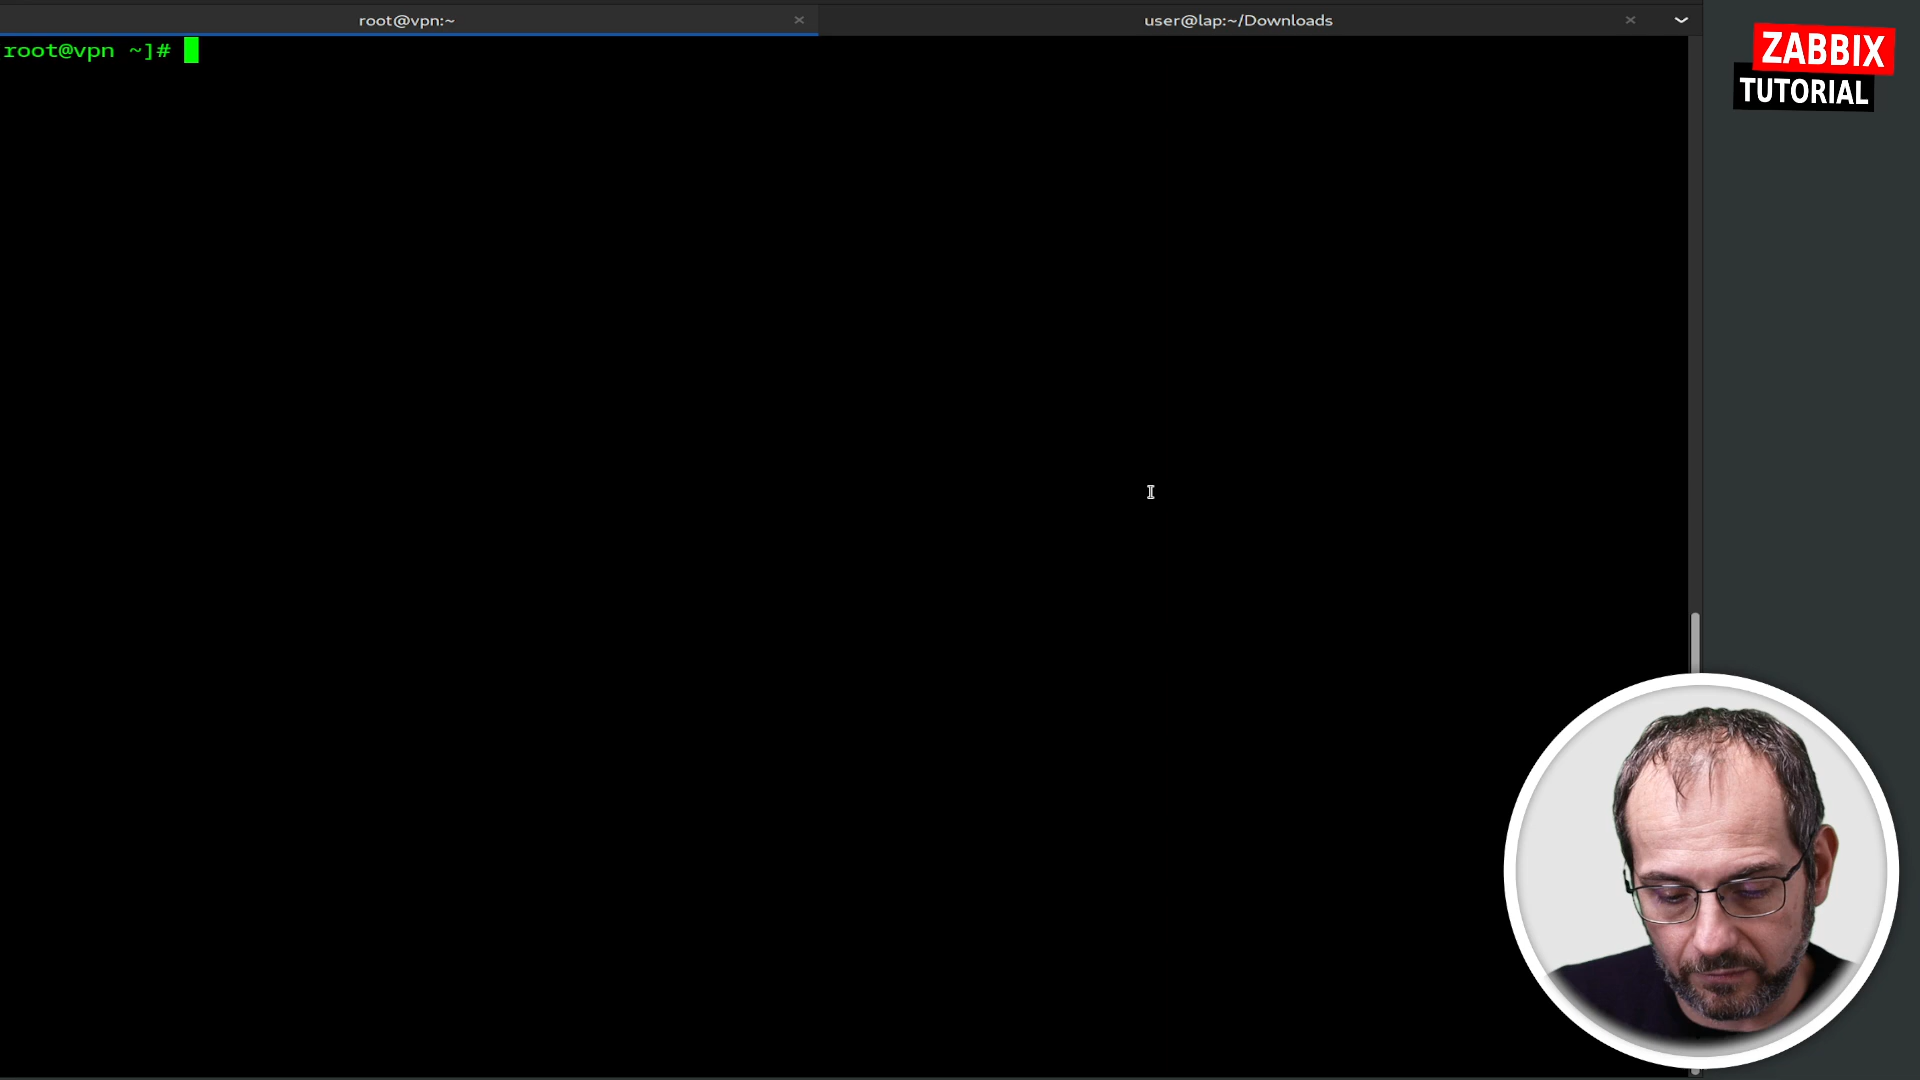 root@vpn:~
user@lap:~/Downloads
root@vpn ~]#
ZABBIX
TUTORIAL